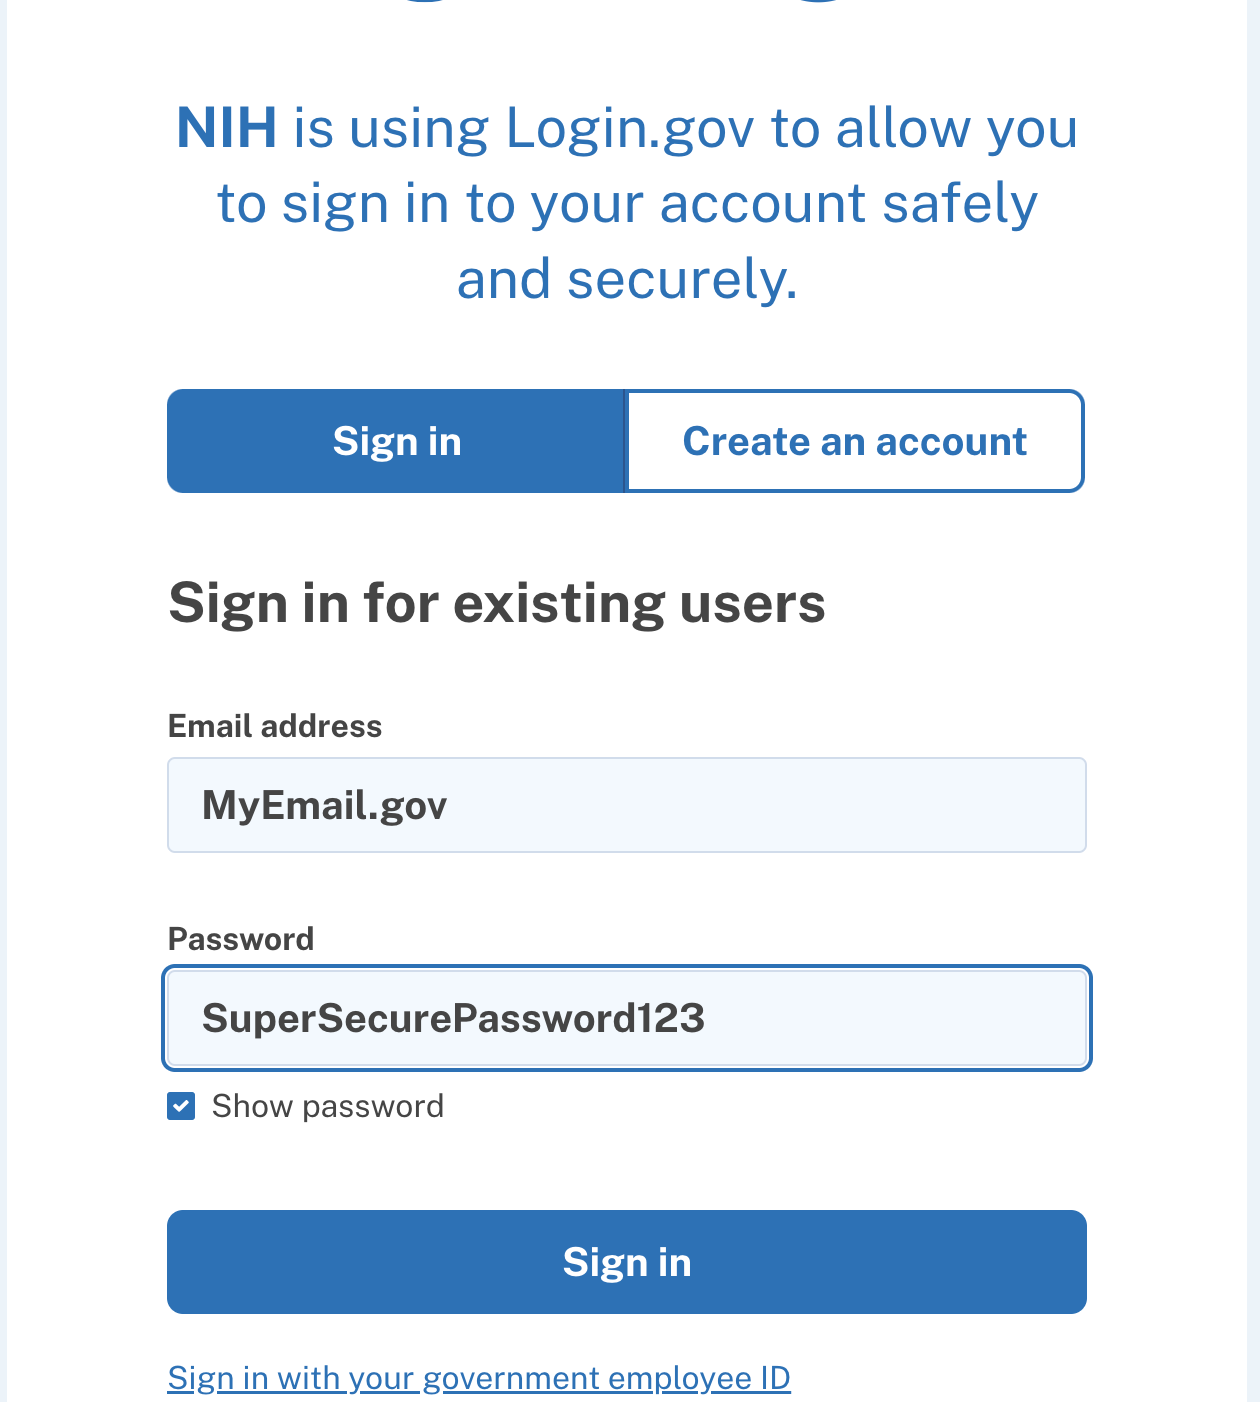 NIH is using Login.gov to allow you
to sign in to your account safely
and securely.
Sign in
Create an account
Sign in for existing users
Email address
MyEmail.gov
Password
SuperSecurePassword123
Show password
Sign in
Sign in with your government employee ID